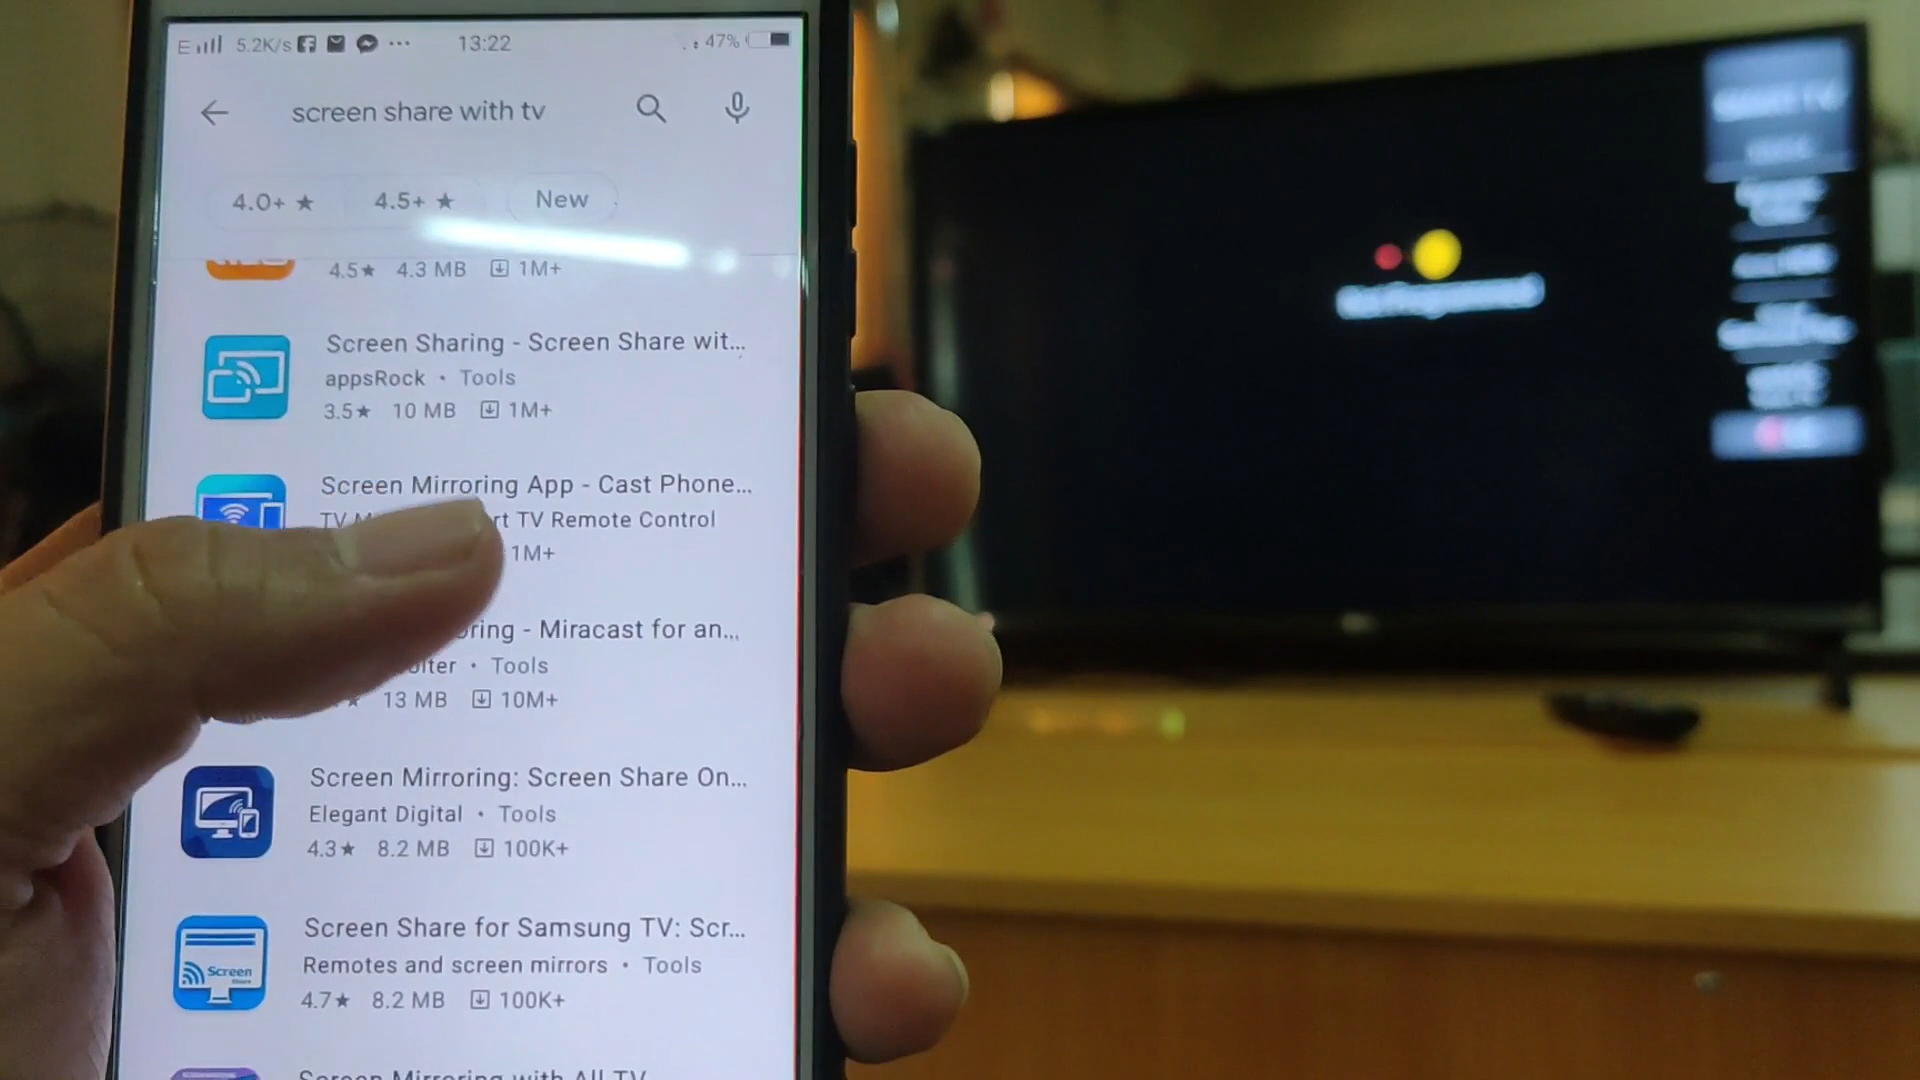 E 5.2K/s 13:22 47%
screen share with tv
4.0+ ★ 4.5+ ★ New
4.5★ 4.3 MB 1M+
Screen Sharing - Screen Share wit...
appsRock • Tools
3.5★ 10 MB 1M+
Screen Mirroring App - Cast Phone...
TV TV Remote Control
1M+
- Miracast for an...
• Tools
13 MB 10M+
Screen Mirroring: Screen Share On...
Elegant Digital • Tools
4.3★ 8.2 MB 100K+
Screen Share for Samsung TV: Scr...
Screen
Share
Remotes and screen mirrors • Tools
4.7★ 8.2 MB 100K+
Screen Mirroring with All TV
Not Programmed